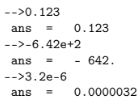 -->0.123
ans = 0.123
-->-6.42e+2
ans = - 642.
-->3.2e-6
ans = 0.0000032